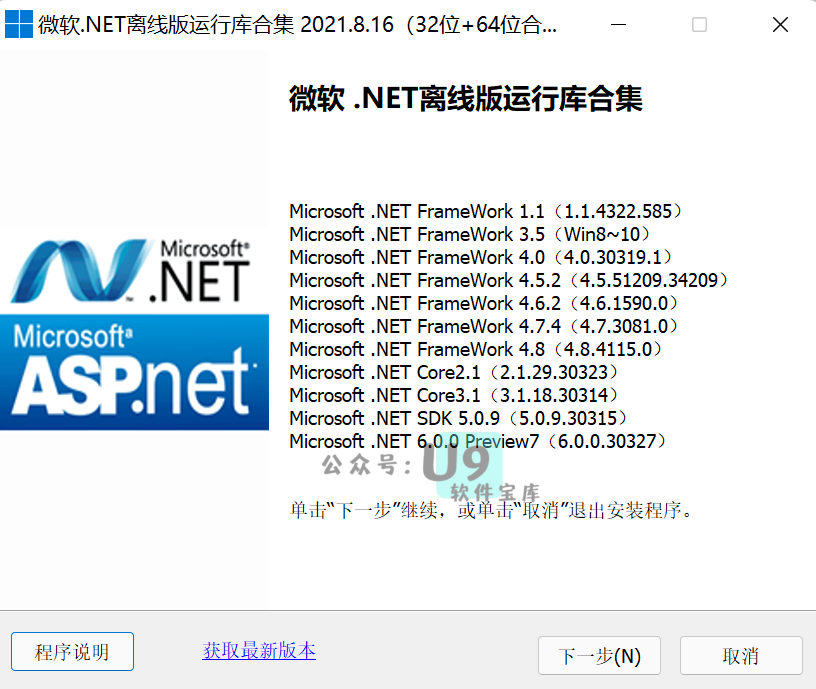 微软.NET离线版运行库合集 2021.8.16（32位+64位合...
微软 .NET离线版运行库合集
Microsoft .NET FrameWork 1.1（1.1.4322.585）
Microsoft .NET FrameWork 3.5（Win8~10）
Microsoft .NET FrameWork 4.0（4.0.30319.1）
Microsoft .NET FrameWork 4.5.2（4.5.51209.34209）
Microsoft .NET FrameWork 4.6.2（4.6.1590.0）
Microsoft .NET FrameWork 4.7.4（4.7.3081.0）
Microsoft .NET FrameWork 4.8（4.8.4115.0）
Microsoft .NET Core2.1（2.1.29.30323）
Microsoft .NET Core3.1（3.1.18.30314）
Microsoft .NET SDK 5.0.9（5.0.9.30315）
Microsoft .NET 6.0.0 Preview7（6.0.0.30327）
公众号：U9
软件宝库
单击“下一步”继续，或单击“取消”退出安装程序。
Microsoft®
.NET
™
Microsoftª
ASP.net
程序说明
获取最新版本
下一步(N)
取消